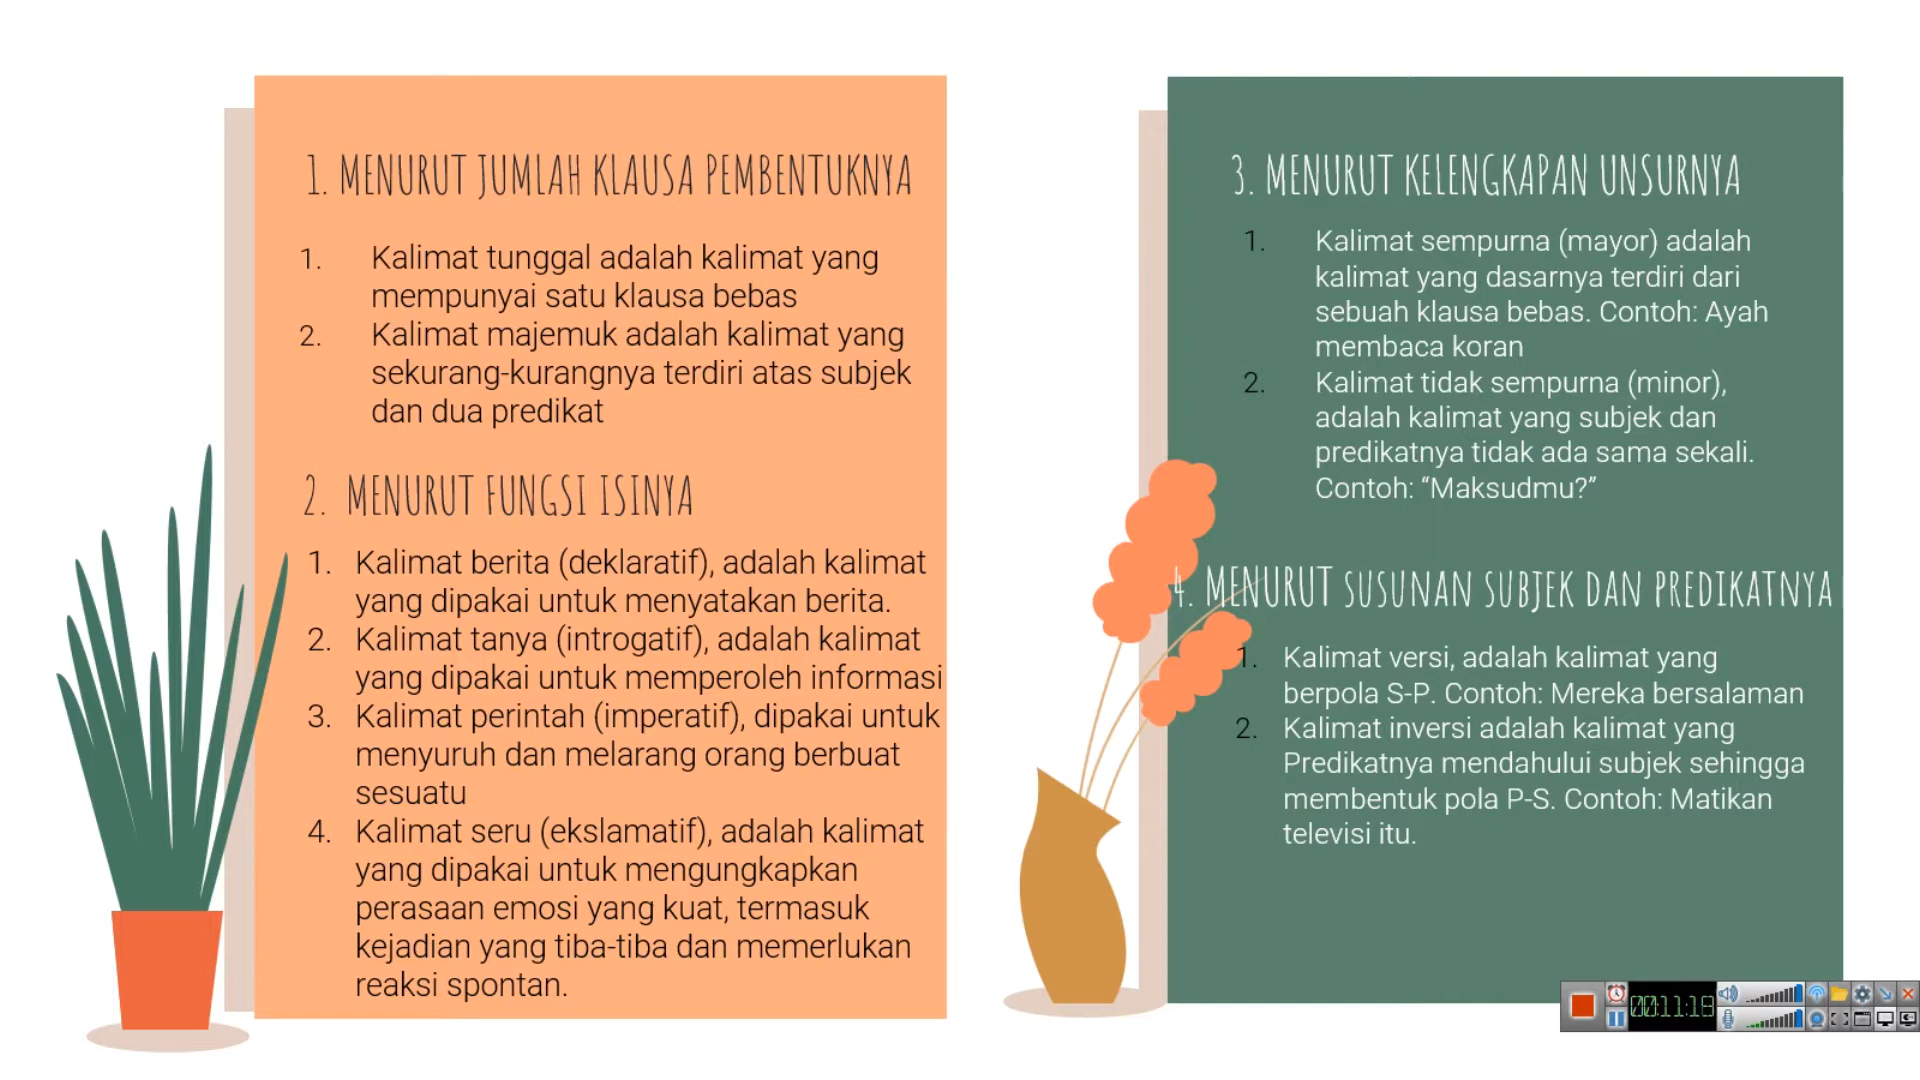 1. MENURUT JUMLAH KLAUSA PEMBENTUKNYA
1. Kalimat tunggal adalah kalimat yang
mempunyai satu klausa bebas
2. Kalimat majemuk adalah kalimat yang
sekurang-kurangnya terdiri atas subjek
dan dua predikat
2. MENURUT FUNGSI ISINYA
1. Kalimat berita (deklaratif), adalah kalimat
yang dipakai untuk menyatakan berita.
2. Kalimat tanya (introgatif), adalah kalimat
yang dipakai untuk memperoleh informasi
3. Kalimat perintah (imperatif), dipakai untuk
menyuruh dan melarang orang berbuat
sesuatu
4. Kalimat seru (ekslamatif), adalah kalimat
yang dipakai untuk mengungkapkan
perasaan emosi yang kuat, termasuk
kejadian yang tiba-tiba dan memerlukan
reaksi spontan.
3. MENURUT KELENGKAPAN UNSURNYA
1. Kalimat sempurna (mayor) adalah
kalimat yang dasarnya terdiri dari
sebuah klausa bebas. Contoh: Ayah
membaca koran
2. Kalimat tidak sempurna (minor),
adalah kalimat yang subjek dan
predikatnya tidak ada sama sekali.
Contoh: “Maksudmu?”
4. MENURUT SUSUNAN SUBJEK DAN PREDIKATNYA
1. Kalimat versi, adalah kalimat yang
berpola S-P. Contoh: Mereka bersalaman
2. Kalimat inversi adalah kalimat yang
Predikatnya mendahului subjek sehingga
membentuk pola P-S. Contoh: Matikan
televisi itu.
00:11:18